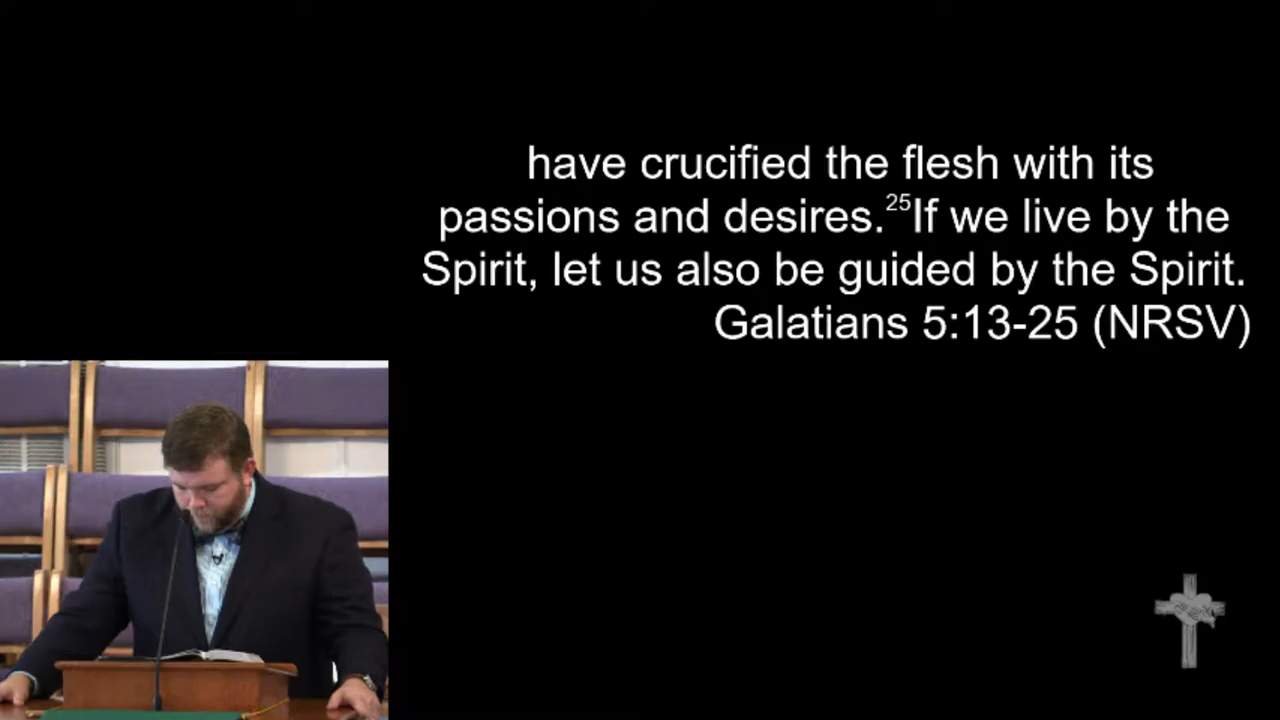 have crucified the flesh with its
passions and desires.²⁵If we live by the
Spirit, let us also be guided by the Spirit.
Galatians 5:13-25 (NRSV)